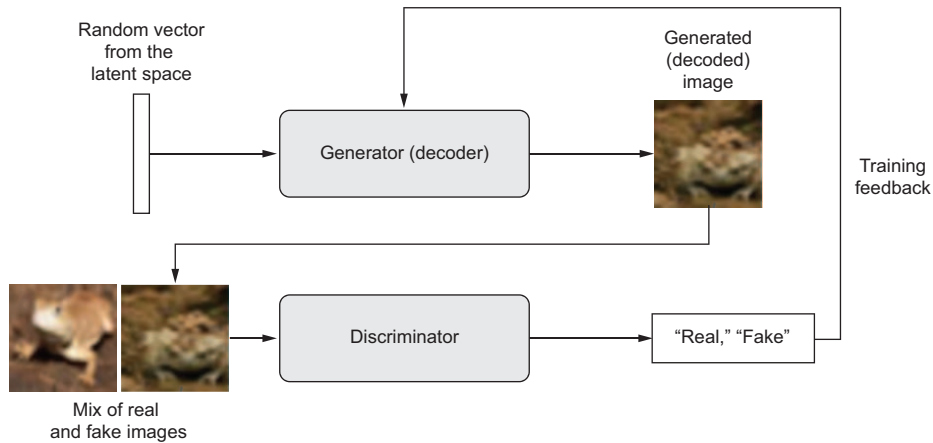 Random vector
from the
latent space
Generator (decoder)
Generated
(decoded)
image
Training
feedback
Mix of real
and fake images
Discriminator
“Real,” “Fake”